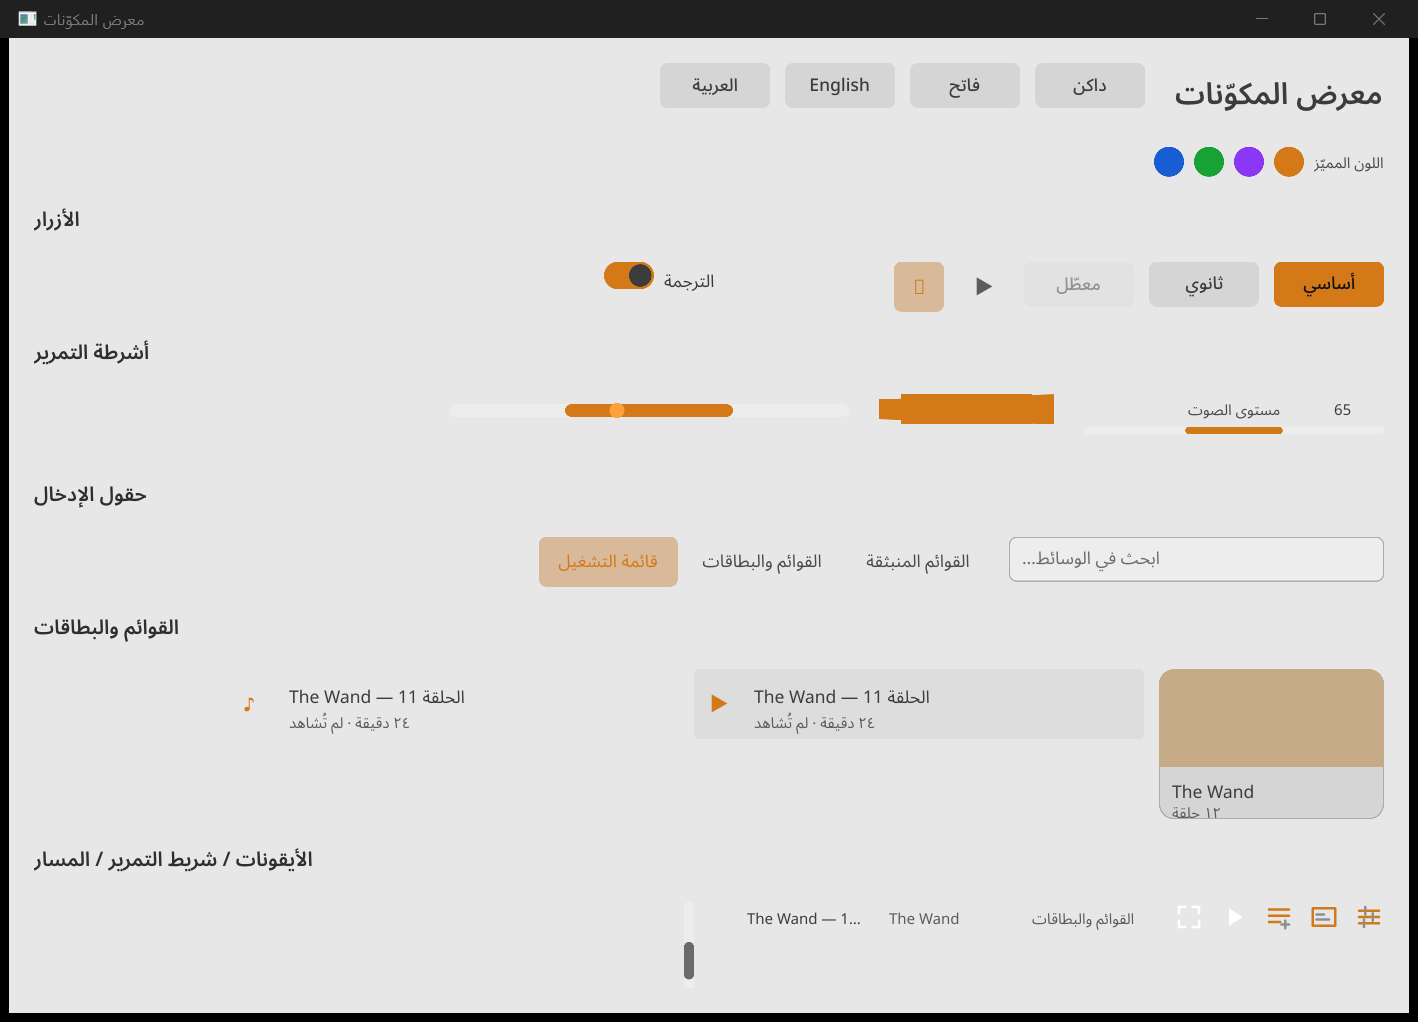 معرض المكوّنات
معرض المكوّنات
داكن
فاتح
English
العربية
اللون المميّز
الأزرار
أساسي
ثانوي
معطّل
الترجمة
أشرطة التمرير
65
مستوى الصوت
حقول الإدخال
ابحث في الوسائط...
القوائم المنبثقة
القوائم والبطاقات
قائمة التشغيل
القوائم والبطاقات
The Wand
١٢ حلقة
The Wand — 11 الحلقة
٢٤ دقيقة · لم تُشاهد
The Wand — 11 الحلقة
٢٤ دقيقة · لم تُشاهد
الأيقونات / شريط التمرير / المسار
القوائم والبطاقات
The Wand
The Wand — 1...